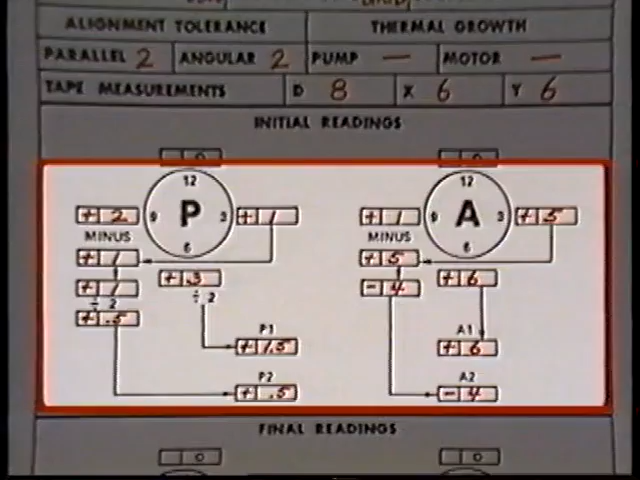 ALIGNMENT TOLERANCE THERMAL GROWTH
PARALLEL 2 ANGULAR 2 PUMP — MOTOR —
TAPE MEASUREMENTS D 8 X 6 Y 6
INITIAL READINGS
0 0
12 12
+ 2 9 P 3 + 1 + 1 9 A 3 + 5
MINUS 6 MINUS 6
+ 1 + 5
+ 1 + 3 - 4 + 6
÷ 2 ÷ 2
+ .5
P1 A1
+ 1.5 + 6
P2 A2
+ .5 - 4
FINAL READINGS
0 0